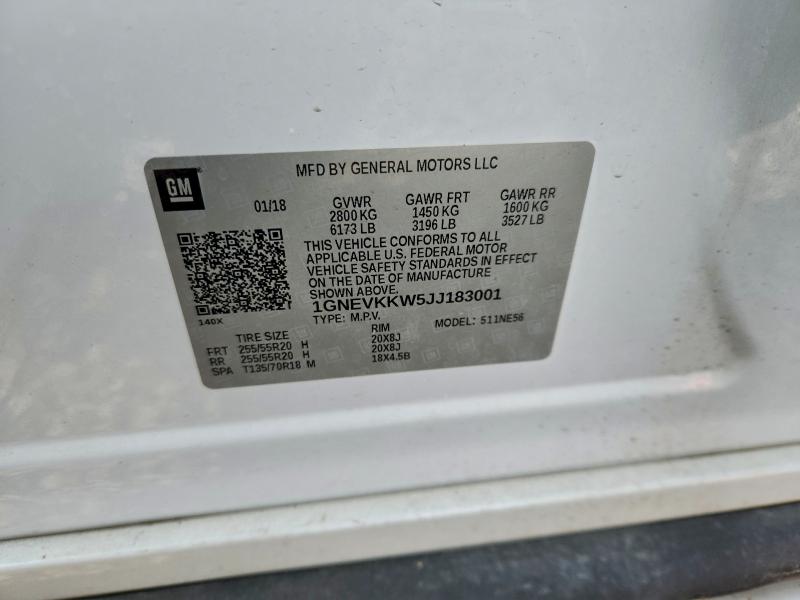 MFD BY GENERAL MOTORS LLC
GM
01/18 GVWR GAWR FRT GAWR RR
2800 KG 1450 KG 1600 KG
6173 LB 3196 LB 3527 LB
THIS VEHICLE CONFORMS TO ALL
APPLICABLE U.S. FEDERAL MOTOR
VEHICLE SAFETY STANDARDS IN EFFECT
ON THE DATE OF MANUFACTURE
SHOWN ABOVE.
1GNEVKKW5JJ183001
140X
TYPE: M.P.V. MODEL: 511NE56
TIRE SIZE RIM
FRT 255/55R20 H 20X8J
RR 255/55R20 H 20X8J
SPA T135/70R18 M 18X4.5B